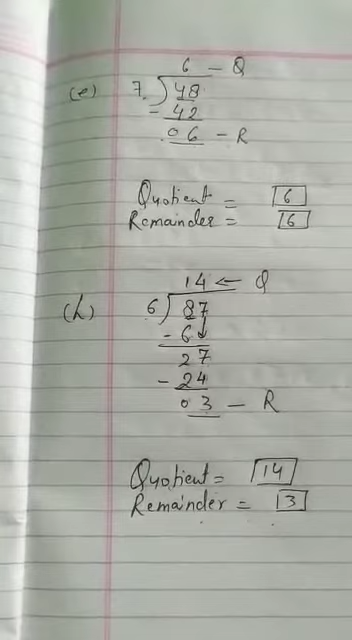 6 - Q
(e) 7 ) 48
- 42
06 - R
Quotient = 6
Remainder = 6
14 ← Q
(h) 6 ) 87
- 6↓
27
- 24
03 - R
Quotient = 14
Remainder = 3